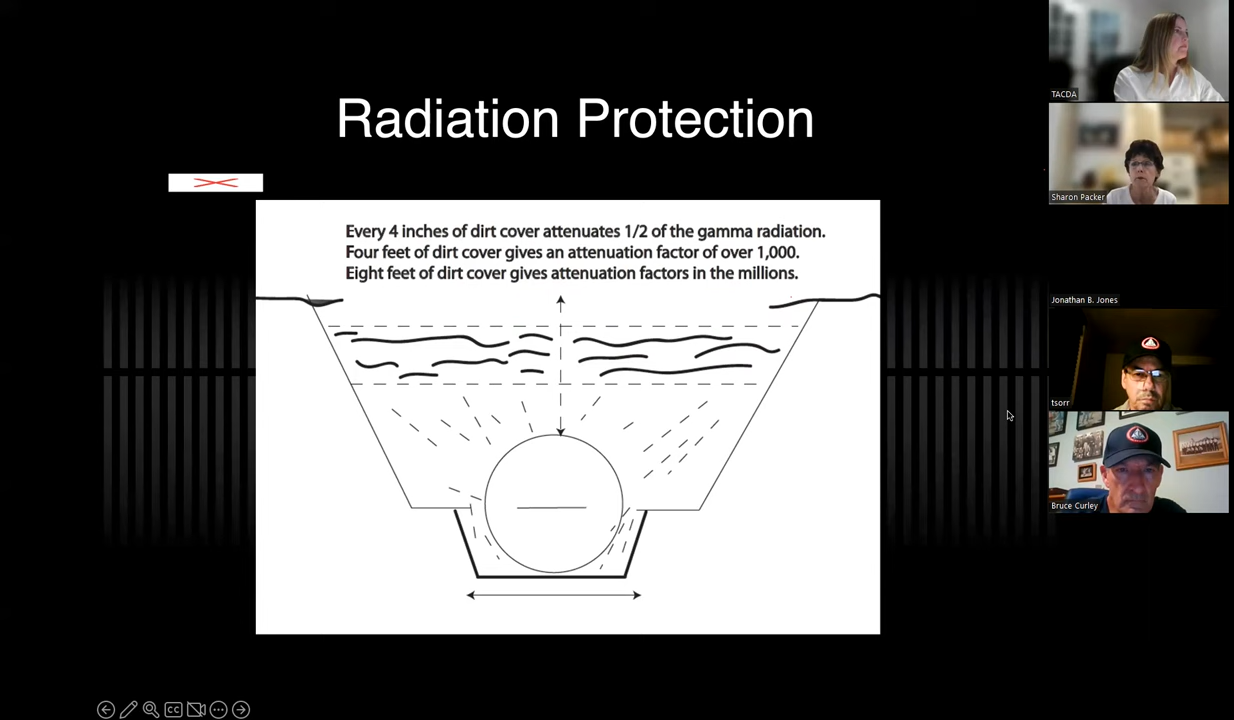 Radiation Protection
Every 4 inches of dirt cover attenuates 1/2 of the gamma radiation.
Four feet of dirt cover gives an attenuation factor of over 1,000.
Eight feet of dirt cover gives attenuation factors in the millions.
TACDA
Sharon Packer
Jonathan B. Jones
tsorr
Bruce Curley
CC